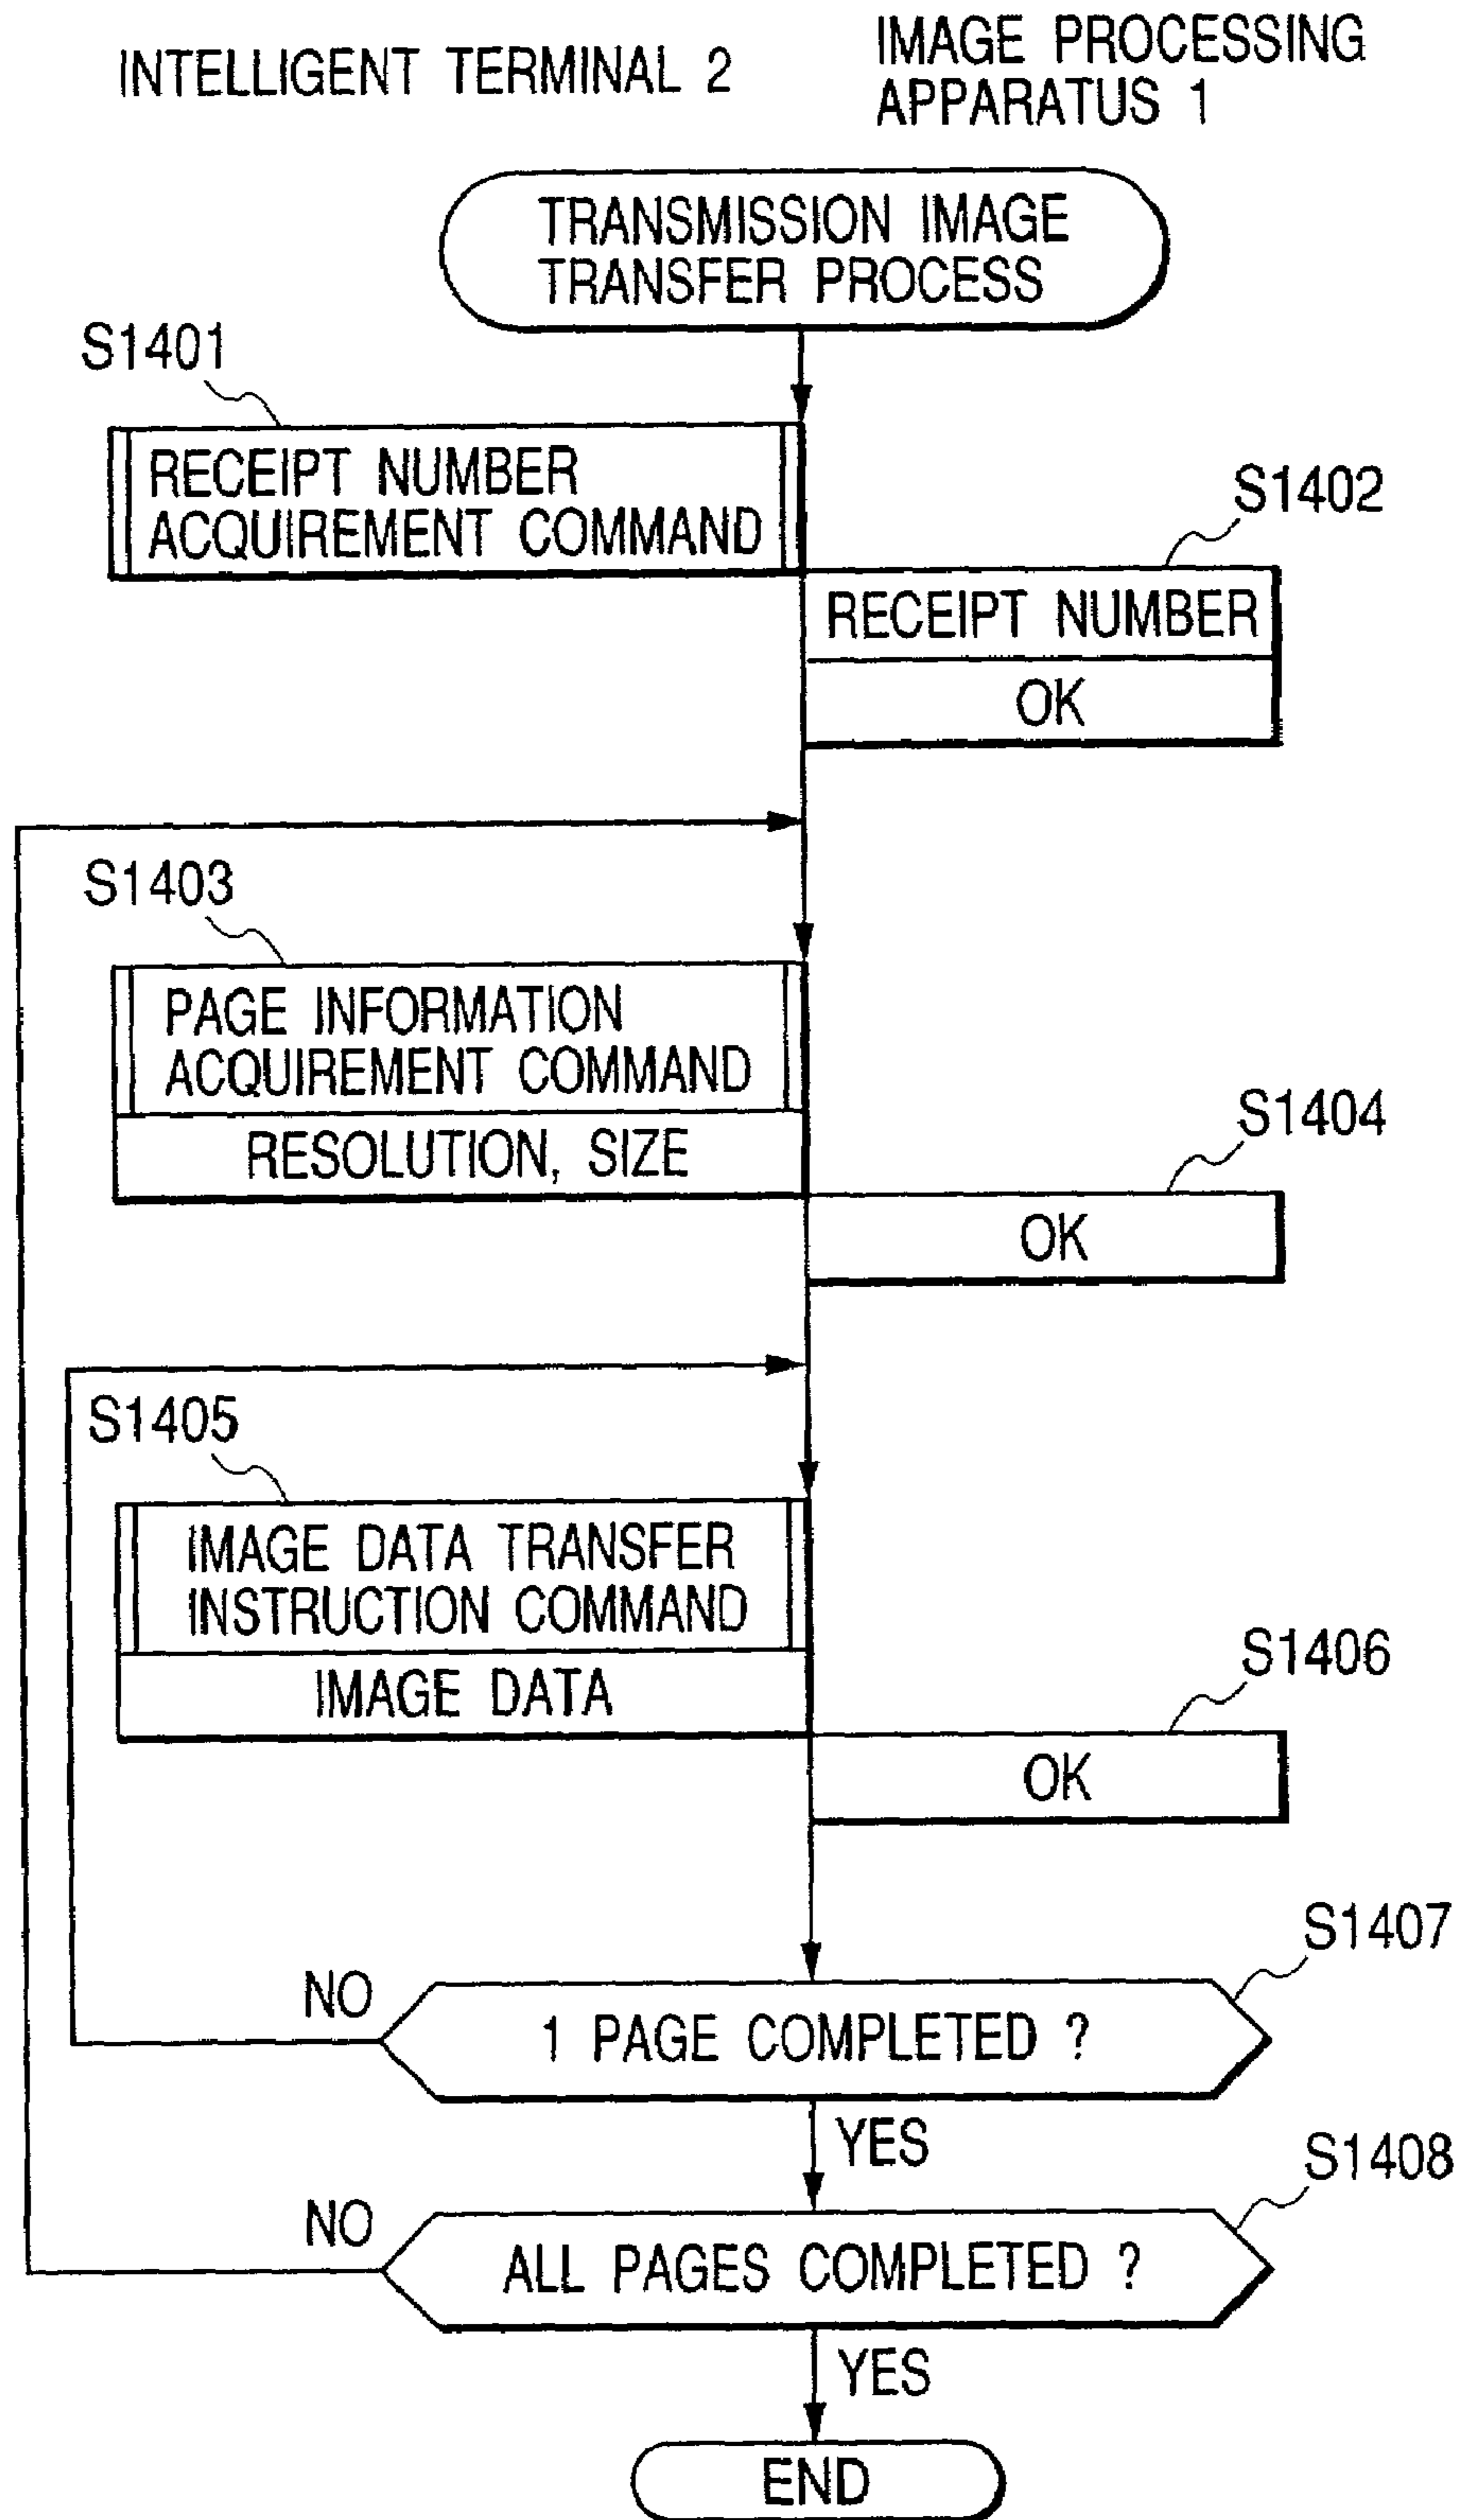 INTELLIGENT TERMINAL 2
IMAGE PROCESSING
APPARATUS 1
TRANSMISSION IMAGE
TRANSFER PROCESS
S1401
RECEIPT NUMBER
ACQUIREMENT COMMAND
S1402
RECEIPT NUMBER
OK
S1403
PAGE INFORMATION
ACQUIREMENT COMMAND
RESOLUTION, SIZE
S1404
OK
S1405
IMAGE DATA TRANSFER
INSTRUCTION COMMAND
IMAGE DATA
S1406
OK
S1407
NO
1 PAGE COMPLETED ?
YES
S1408
NO
ALL PAGES COMPLETED ?
YES
END